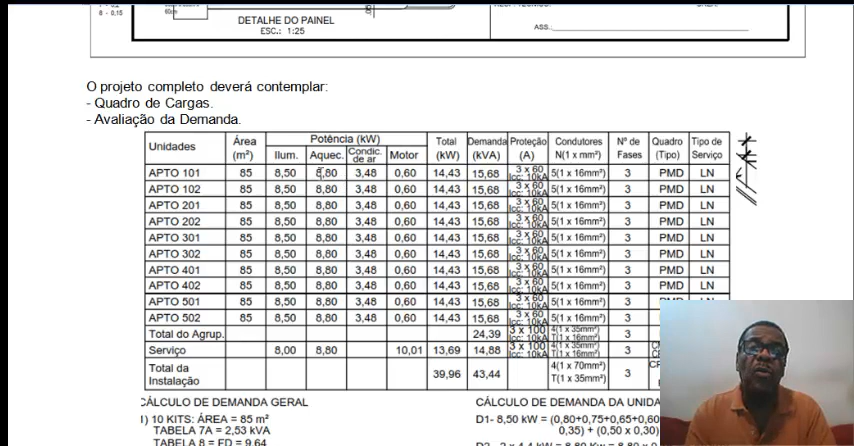 6 - 0,15
60cm
DETALHE DO PAINEL
ESC.: 1:25
ASS.:
O projeto completo deverá contemplar:
- Quadro de Cargas.
- Avaliação da Demanda.
Unidades Área (m²) Potência (kW) Ilum. Aquec. Condic. de ar Motor Total (kW) Demanda (kVA) Proteção (A) Condutores N(1 x mm²) Nº de Fases Quadro (Tipo) Tipo de Serviço
APTO 101 85 8,50 8,80 3,48 0,60 14,43 15,68 3 x 60 Icc: 10kA 5(1 x 16mm²) 3 PMD LN
APTO 102 85 8,50 8,80 3,48 0,60 14,43 15,68 3 x 60 Icc: 10kA 5(1 x 16mm²) 3 PMD LN
APTO 201 85 8,50 8,80 3,48 0,60 14,43 15,68 3 x 60 Icc: 10kA 5(1 x 16mm²) 3 PMD LN
APTO 202 85 8,50 8,80 3,48 0,60 14,43 15,68 3 x 60 Icc: 10kA 5(1 x 16mm²) 3 PMD LN
APTO 301 85 8,50 8,80 3,48 0,60 14,43 15,68 3 x 60 Icc: 10kA 5(1 x 16mm²) 3 PMD LN
APTO 302 85 8,50 8,80 3,48 0,60 14,43 15,68 3 x 60 Icc: 10kA 5(1 x 16mm²) 3 PMD LN
APTO 401 85 8,50 8,80 3,48 0,60 14,43 15,68 3 x 60 Icc: 10kA 5(1 x 16mm²) 3 PMD LN
APTO 402 85 8,50 8,80 3,48 0,60 14,43 15,68 3 x 60 Icc: 10kA 5(1 x 16mm²) 3 PMD LN
APTO 501 85 8,50 8,80 3,48 0,60 14,43 15,68 3 x 60 Icc: 10kA 5(1 x 16mm²) 3 PMD LN
APTO 502 85 8,50 8,80 3,48 0,60 14,43 15,68 3 x 60 Icc: 10kA 5(1 x 16mm²) 3
Total do Agrup. 24,39 3 x 100 Icc: 10kA 4(1 x 35mm²) T(1 x 16mm²) 3
Serviço 8,00 8,80 10,01 13,69 14,88 3 x 100 Icc: 10kA 4(1 x 35mm²) T(1 x 16mm²) 3
Total da Instalação 39,96 43,44 4(1 x 70mm²) T(1 x 35mm²) 3
CÁLCULO DE DEMANDA GERAL
1) 10 KITS: ÁREA = 85 m²
TABELA 7A = 2,53 kVA
TABELA 8 = FD = 9,64
CÁLCULO DE DEMANDA DA UNIDA
D1- 8,50 kW = (0,80+0,75+0,65+0,60
0,35) + (0,50 x 0,30)